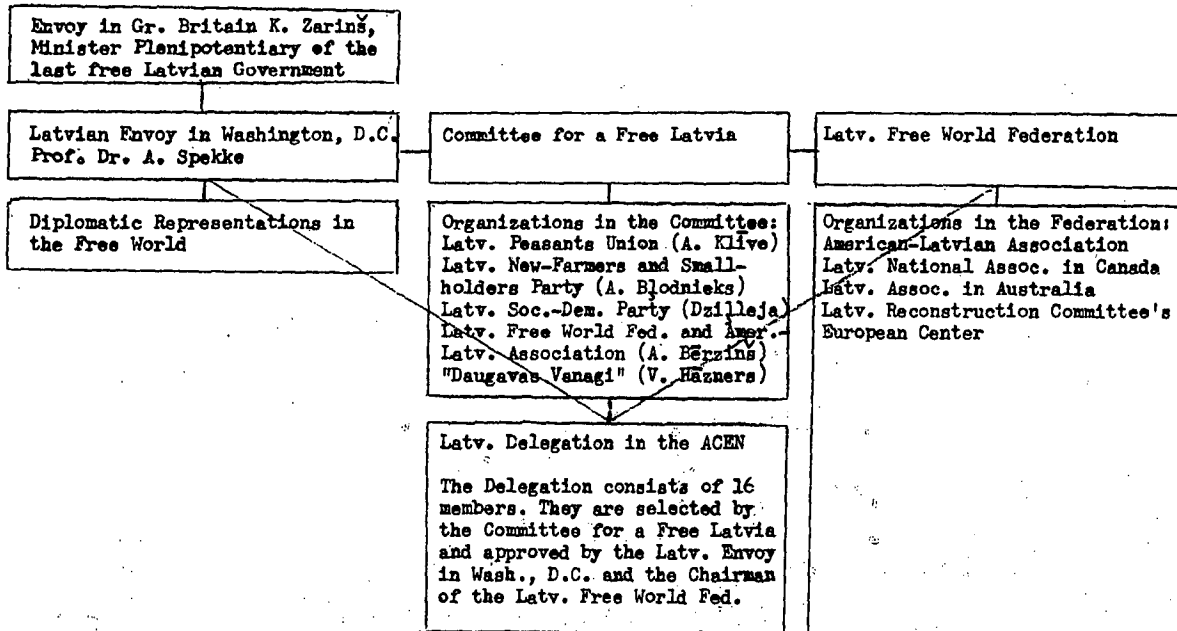 Envoy in Gr. Britain K. Zarinš,
Minister Plenipotentiary of the
last free Latvian Government
Latvian Envoy in Washington, D.C.
Prof. Dr. A. Spekke
Committee for a Free Latvia
Latv. Free World Federation
Diplomatic Representations in
the Free World
Organizations in the Committee:
Latv. Peasants Union (A. Klīve)
Latv. New-Farmers and Small-
holders Party (A. Bļodnieks)
Latv. Soc.-Dem. Party (Dziļleja)
Latv. Free World Fed. and Amer.-
Latv. Association (A. Bērzinš)
"Daugavas Vanagi" (V. Hāzners)
Organizations in the Federation:
American-Latvian Association
Latv. National Assoc. in Canada
Latv. Assoc. in Australia
Latv. Reconstruction Committee's
European Center
Latv. Delegation in the ACEN
The Delegation consists of 16
members. They are selected by
the Committee for a Free Latvia
and approved by the Latv. Envoy
in Wash., D.C. and the Chairman
of the Latv. Free World Fed.